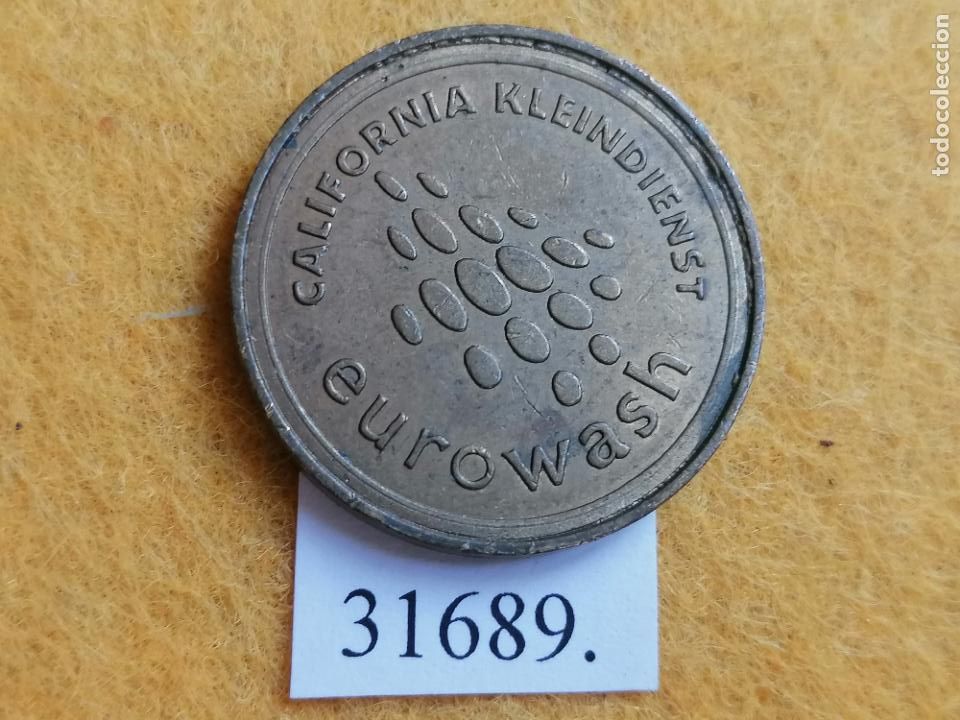 CALIFORNIA KLEINDIENST
eurowash
31689.
todocoleccion